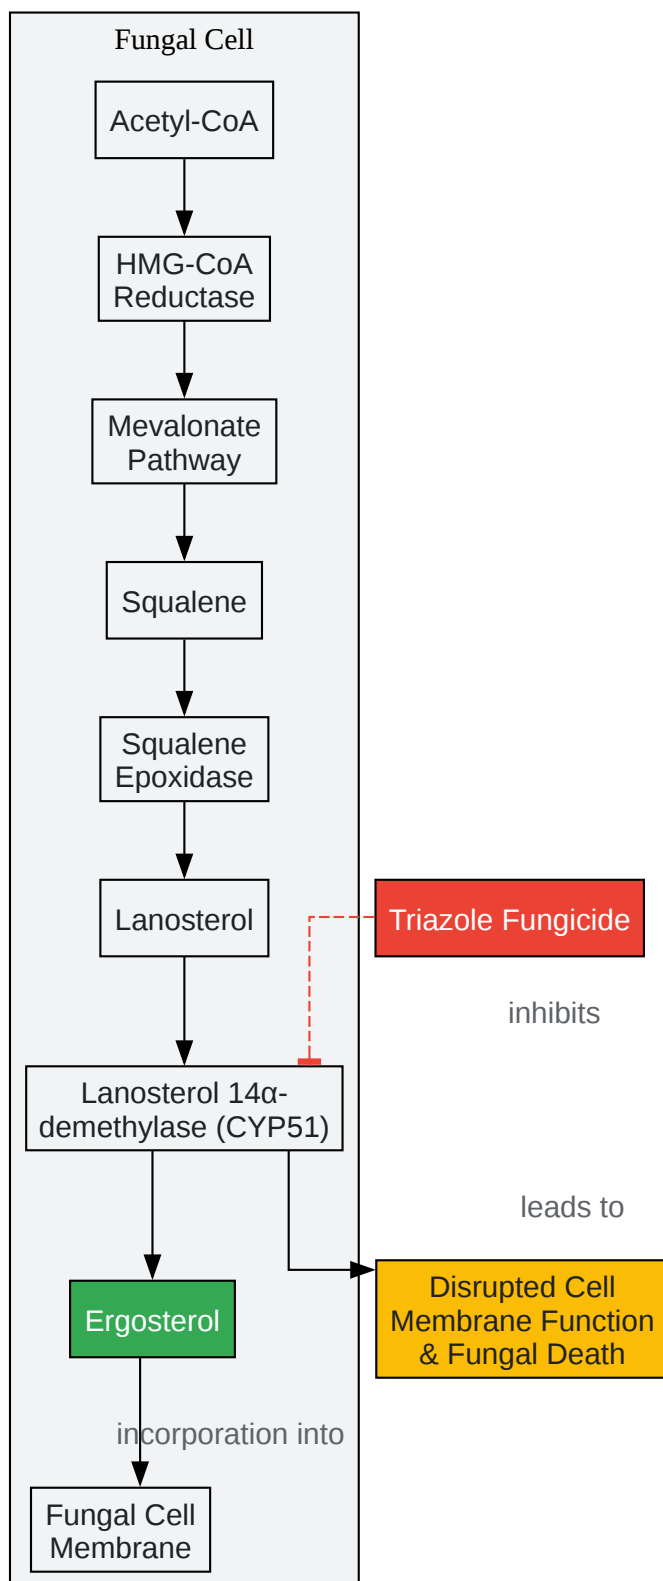 Fungal Cell
Acetyl-CoA
HMG-CoA
Reductase
Mevalonate
Pathway
Squalene
Squalene
Epoxidase
Lanosterol
Triazole Fungicide
inhibits
Lanosterol 14α-
demethylase (CYP51)
leads to
Ergosterol
Disrupted Cell
Membrane Function
& Fungal Death
incorporation into
Fungal Cell
Membrane